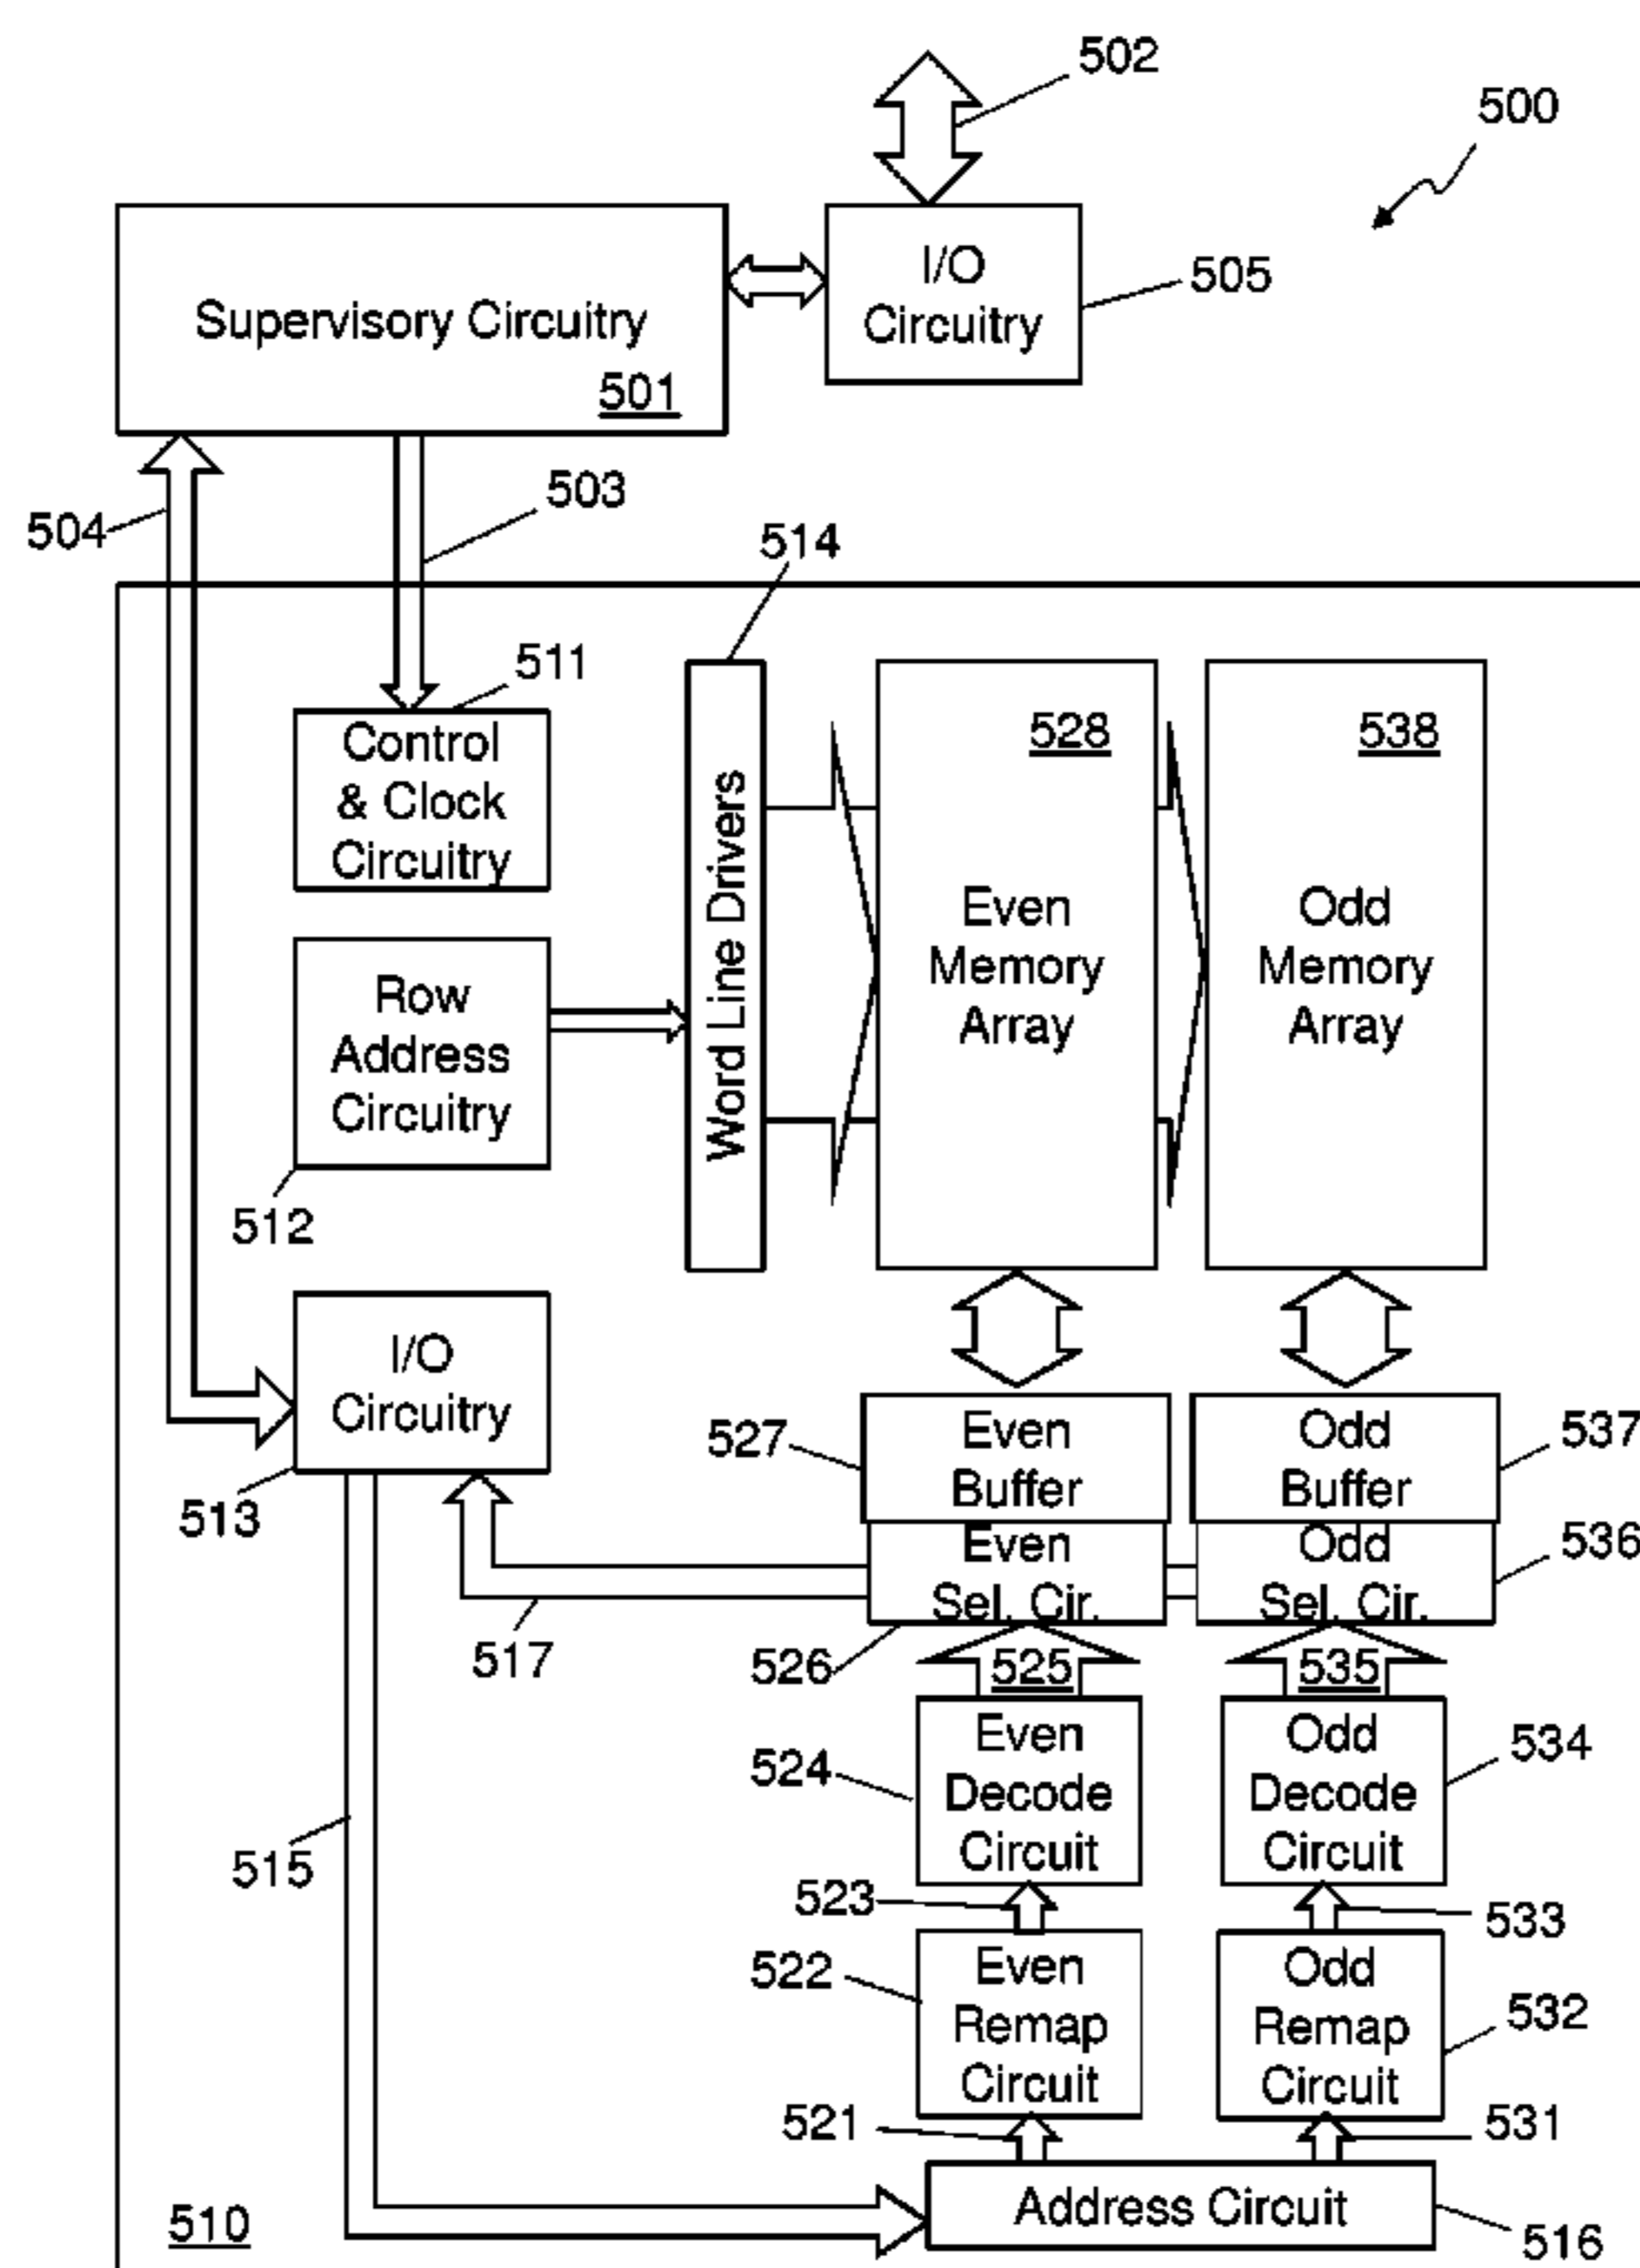 502
500
I/O
Circuitry
505
Supervisory Circuitry
501
504
503
514
511
Control
& Clock
Circuitry
528
538
Word Line Drivers
Even
Memory
Array
Odd
Memory
Array
Row
Address
Circuitry
512
I/O
Circuitry
513
527
Even
Buffer
Odd
Buffer
537
Even
Sel. Cir.
Odd
Sel. Cir.
536
517
526
525
535
524
Even
Decode
Circuit
Odd
Decode
Circuit
534
515
523
533
522
Even
Remap
Circuit
Odd
Remap
Circuit
532
521
531
510
Address Circuit
516